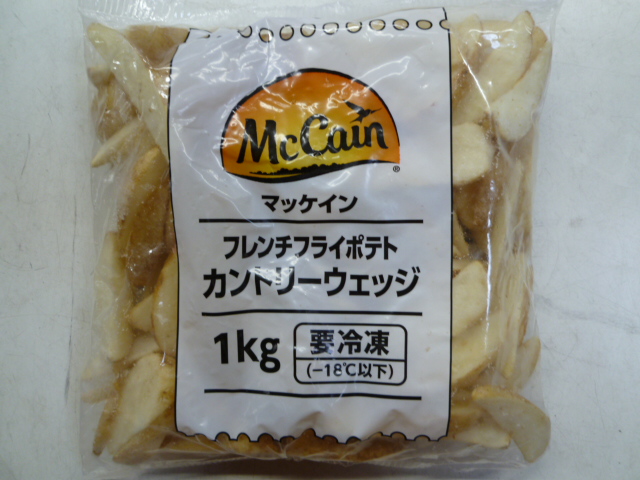 McCain
®
マッケイン
フレンチフライポテト
カントリーウェッジ
1kg
要冷凍
(−18℃以下)